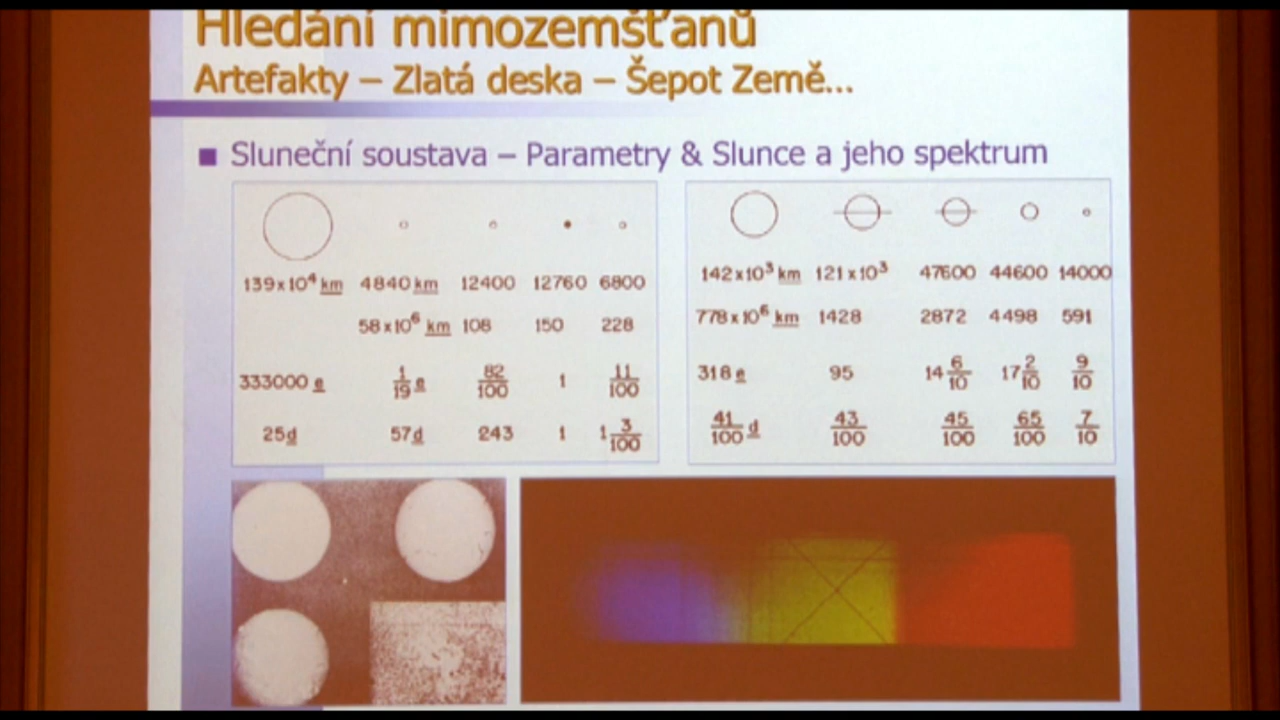 Hledání mimozemšťanů
Artefakty – Zlatá deska – Šepot Země...
■ Sluneční soustava – Parametry & Slunce a jeho spektrum
139x10⁴ km 4840 km 12400 12760 6800
58x10⁶ km 108 150 228
333000 e 1/19 e 82/100 1 11/100
25d 57d 243 1 1 3/100
142x10³ km 121x10³ 47600 44600 14000
778x10⁶ km 1428 2872 4498 591
318 e 95 14 6/10 17 2/10 9/10
41/100 d 43/100 45/100 65/100 7/10